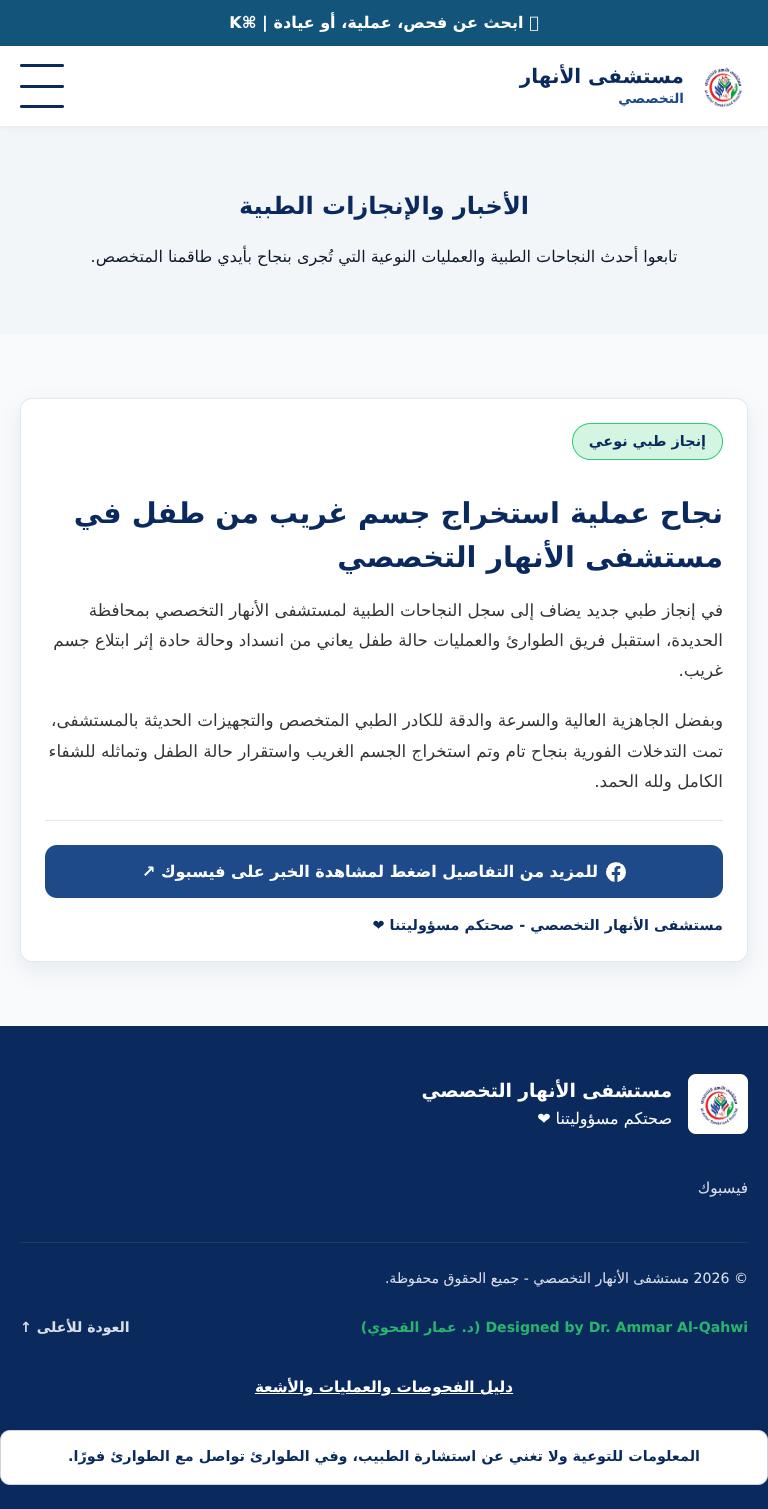 ابحث عن فحص، عملية، أو عيادة | ⌘K
مستشفى الأنهار
التخصصي
الأخبار والإنجازات الطبية
تابعوا أحدث النجاحات الطبية والعمليات النوعية التي تُجرى بنجاح بأيدي طاقمنا المتخصص.
إنجاز طبي نوعي
نجاح عملية استخراج جسم غريب من طفل في
مستشفى الأنهار التخصصي
في إنجاز طبي جديد يضاف إلى سجل النجاحات الطبية لمستشفى الأنهار التخصصي بمحافظة
الحديدة، استقبل فريق الطوارئ والعمليات حالة طفل يعاني من انسداد وحالة حادة إثر ابتلاع جسم
غريب.
وبفضل الجاهزية العالية والسرعة والدقة للكادر الطبي المتخصص والتجهيزات الحديثة بالمستشفى،
تمت التدخلات الفورية بنجاح تام وتم استخراج الجسم الغريب واستقرار حالة الطفل وتماثله للشفاء
الكامل ولله الحمد.
للمزيد من التفاصيل اضغط لمشاهدة الخبر على فيسبوك ↗
مستشفى الأنهار التخصصي - صحتكم مسؤوليتنا ❤
مستشفى الأنهار التخصصي
صحتكم مسؤوليتنا ❤
فيسبوك
© 2026 مستشفى الأنهار التخصصي - جميع الحقوق محفوظة.
Designed by Dr. Ammar Al-Qahwi (د. عمار القحوي)
العودة للأعلى ↑
دليل الفحوصات والعمليات والأشعة
المعلومات للتوعية ولا تغني عن استشارة الطبيب، وفي الطوارئ تواصل مع الطوارئ فورًا.